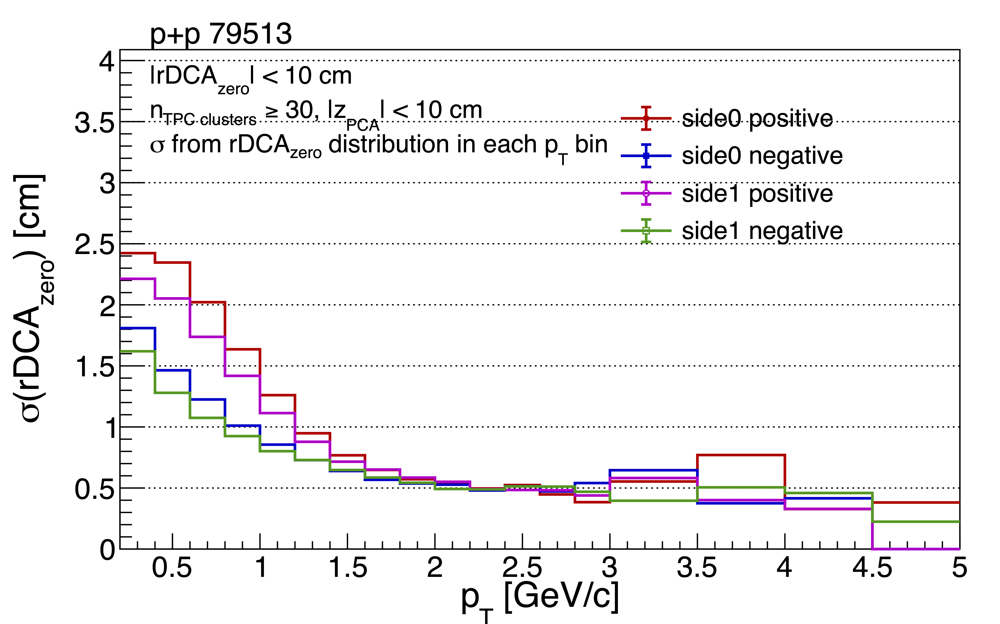 p+p 79513
|rDCA_zero| < 10 cm
n_TPC clusters ≥ 30, |z_PCA| < 10 cm
σ from rDCA_zero distribution in each p_T bin
side0 positive
side0 negative
side1 positive
side1 negative
σ(rDCA_zero) [cm]
4
3.5
3
2.5
2
1.5
1
0.5
0
0.5 1 1.5 2 2.5 3 3.5 4 4.5 5
p_T [GeV/c]